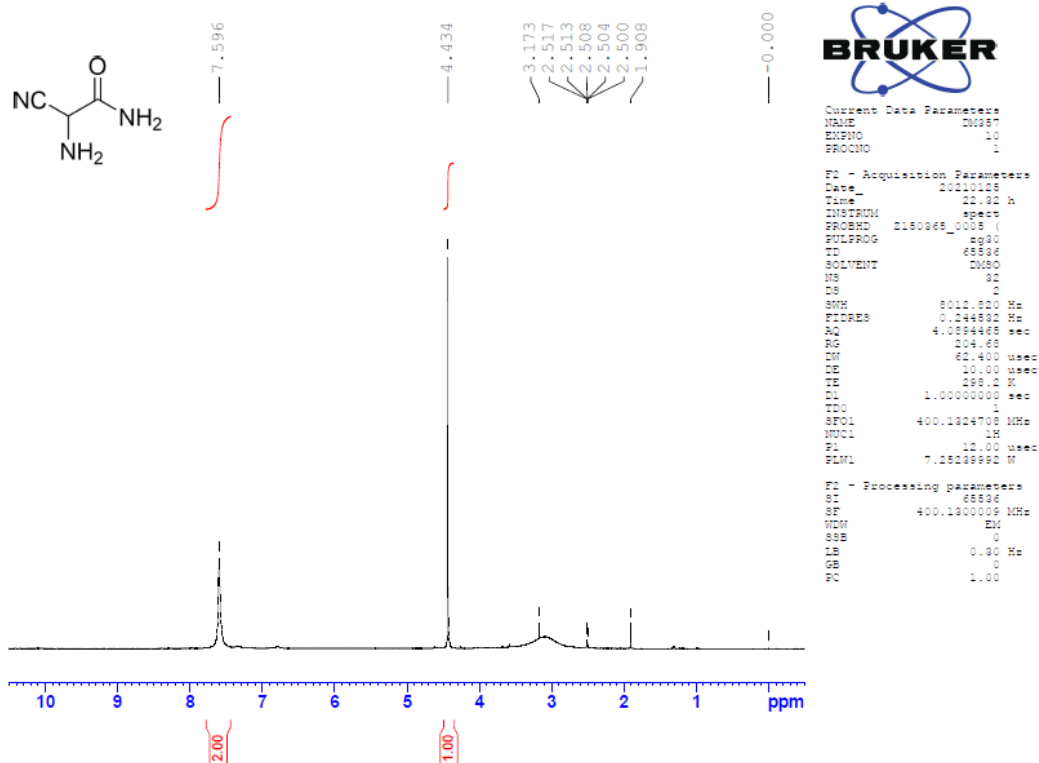 7.596
4.434
3.173
2.517
2.513
2.508
2.504
2.500
1.908
-0.000
O
NC
NH2
NH2
BRUKER
Current Data Parameters
NAME DM357
EXPNO 10
PROCNO 1
F2 - Acquisition Parameters
Date_ 20210125
Time 22.32 h
INSTRUM spect
PROBHD Z150365_0005 (
PULPROG zg30
TD 65536
SOLVENT DMSO
NS 32
DS 2
SWH 8012.820 Hz
FIDRES 0.244532 Hz
AQ 4.0894465 sec
RG 204.68
DW 62.400 usec
DE 10.00 usec
TE 298.2 K
D1 1.00000000 sec
TD0 1
SFO1 400.1324708 MHz
NUC1 1H
P1 12.00 usec
PLW1 7.25239992 W
F2 - Processing parameters
SI 65536
SF 400.1300009 MHz
WDW EM
SSB 0
LB 0.30 Hz
GB 0
PC 1.00
10 9 8 7 6 5 4 3 2 1 ppm
2.00
1.00